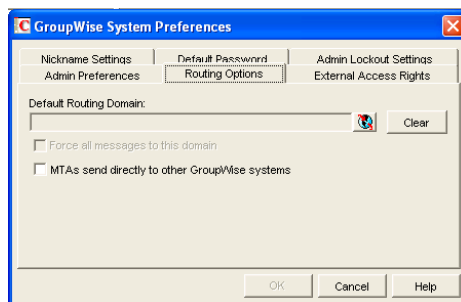 GroupWise System Preferences
Nickname Settings Default Password Admin Lockout Settings
Admin Preferences Routing Options External Access Rights
Default Routing Domain:
Clear
Force all messages to this domain
MTAs send directly to other GroupWise systems
OK Cancel Help